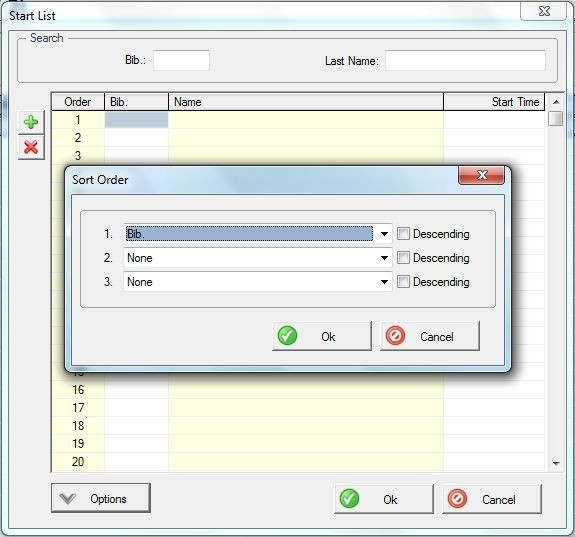 Start List
Search
Bib.: Last Name:
Order Bib. Name Start Time
1
2
3
Sort Order
1. Bib. Descending
2. None Descending
3. None Descending
Ok Cancel
16
17
18
19
20
Options Ok Cancel